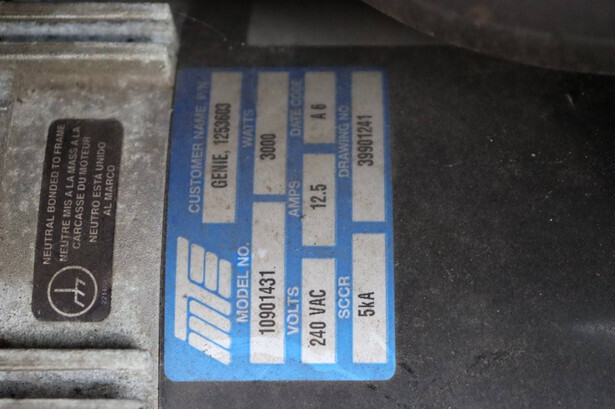 NEUTRAL BONDED TO FRAME
NEUTRE MIS A LA MASS A LA
CARCASSE DU MOTEUR
NEUTRO ESTA UNIDO
AL MARCO
CUSTOMER NAME, P/N
GENIE, 1253603
MODEL NO.
WATTS
10901431
3000
VOLTS
AMPS
DATE CODE
240 VAC
12.5
A 6
SCCR
DRAWING NO.
5kA
39901241